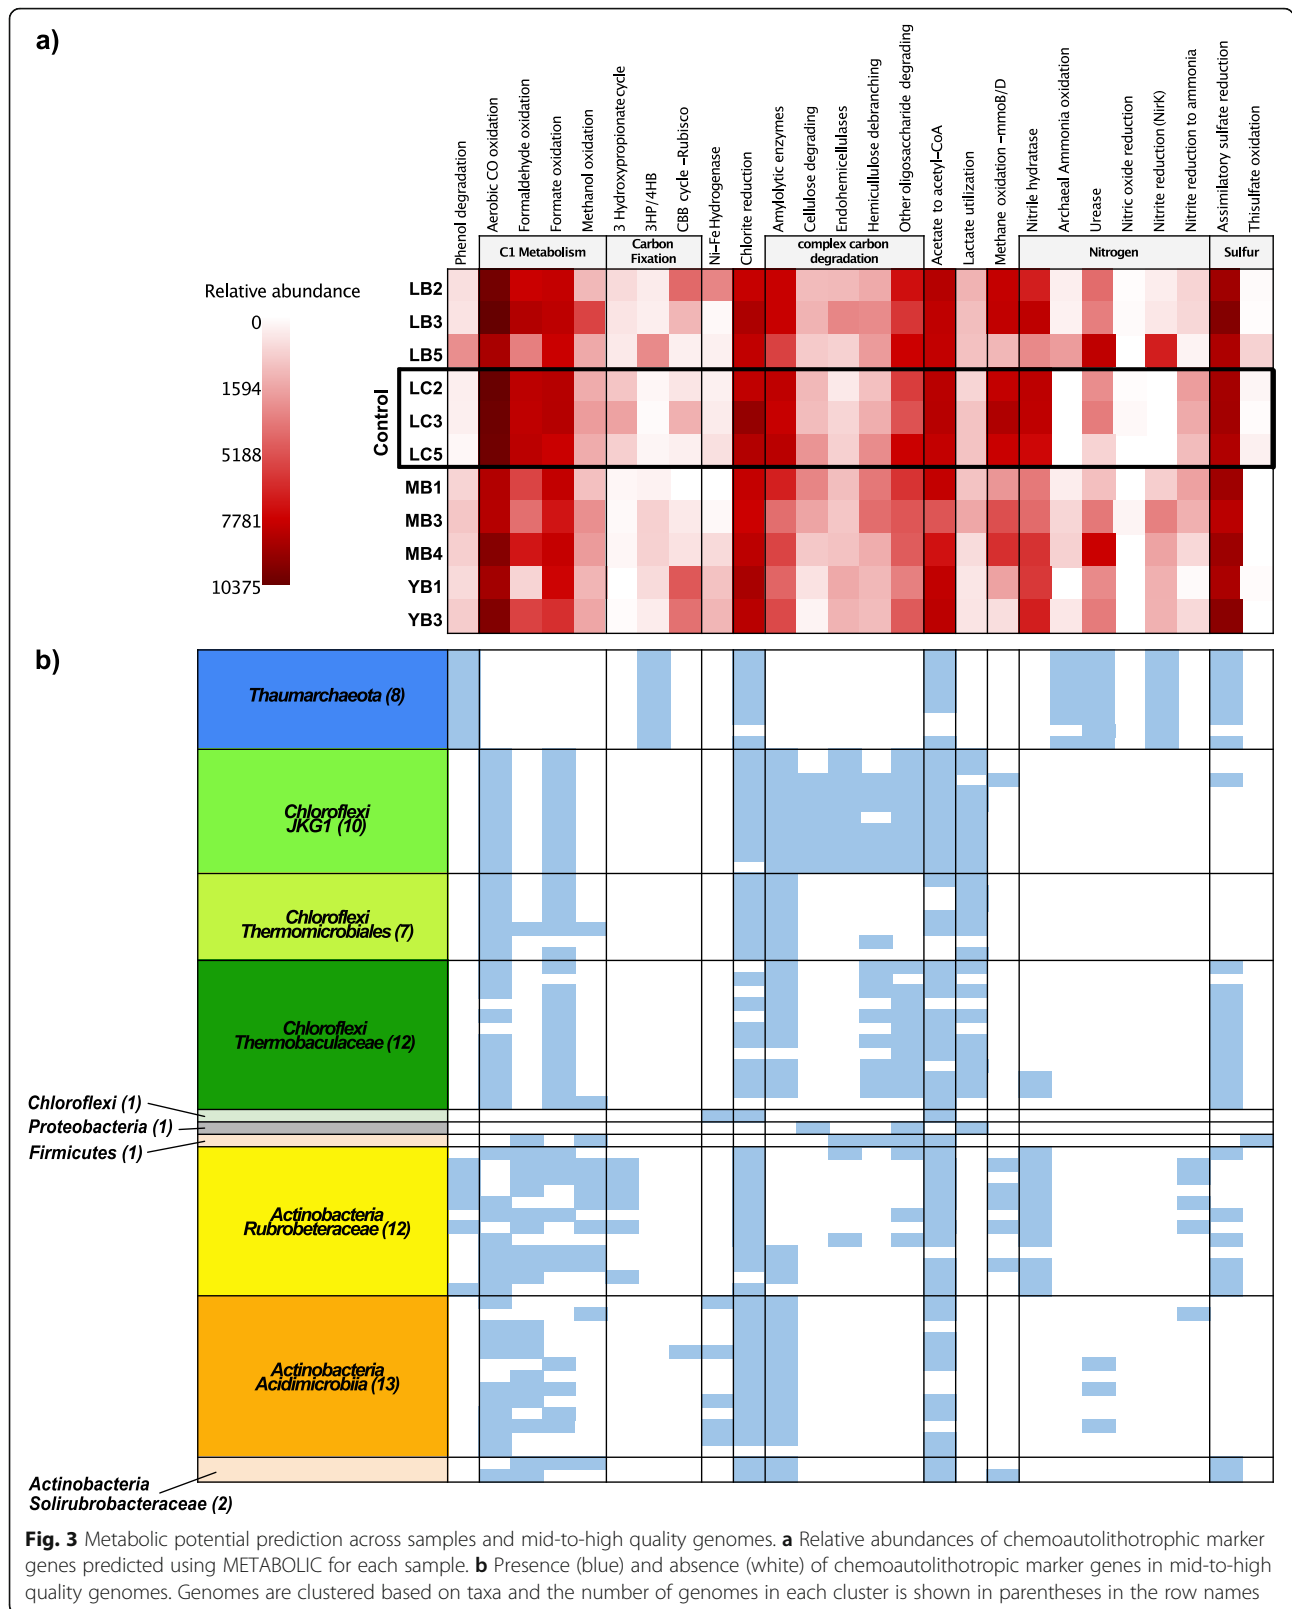 a)
Phenol degradation
Aerobic CO oxidation
Formaldehyde oxidation
Formate oxidation
Methanol oxidation
3 Hydroxypropionatecycle
3HP/4HB
CBB cycle –Rubisco
Ni–Fe Hydrogenase
Chlorite reduction
Amylolytic enzymes
Cellulose degrading
Endohemicellulases
Hemicullulose debranching
Other oligosaccharide degrading
Acetate to acetyl–CoA
Lactate utilization
Methane oxidation –mmoB/D
Nitrile hydratase
Archaeal Ammonia oxidation
Urease
Nitric oxide reduction
Nitrite reduction (NirK)
Nitrite reduction to ammonia
Assimilatory sulfate reduction
Thisulfate oxidation
C1 Metabolism
Carbon
Fixation
complex carbon
degradation
Nitrogen
Sulfur
Relative abundance
0
1594
5188
7781
10375
Control
LB2
LB3
LB5
LC2
LC3
LC5
MB1
MB3
MB4
YB1
YB3
b)
Thaumarchaeota (8)
Chloroflexi
JKG1 (10)
Chloroflexi
Thermomicrobiales (7)
Chloroflexi
Thermobaculaceae (12)
Chloroflexi (1)
Proteobacteria (1)
Firmicutes (1)
Actinobacteria
Rubrobeteraceae (12)
Actinobacteria
Acidimicrobiia (13)
Actinobacteria
Solirubrobacteraceae (2)
Fig. 3 Metabolic potential prediction across samples and mid-to-high quality genomes. a Relative abundances of chemoautolithotrophic marker
genes predicted using METABOLIC for each sample. b Presence (blue) and absence (white) of chemoautolithotropic marker genes in mid-to-high
quality genomes. Genomes are clustered based on taxa and the number of genomes in each cluster is shown in parentheses in the row names